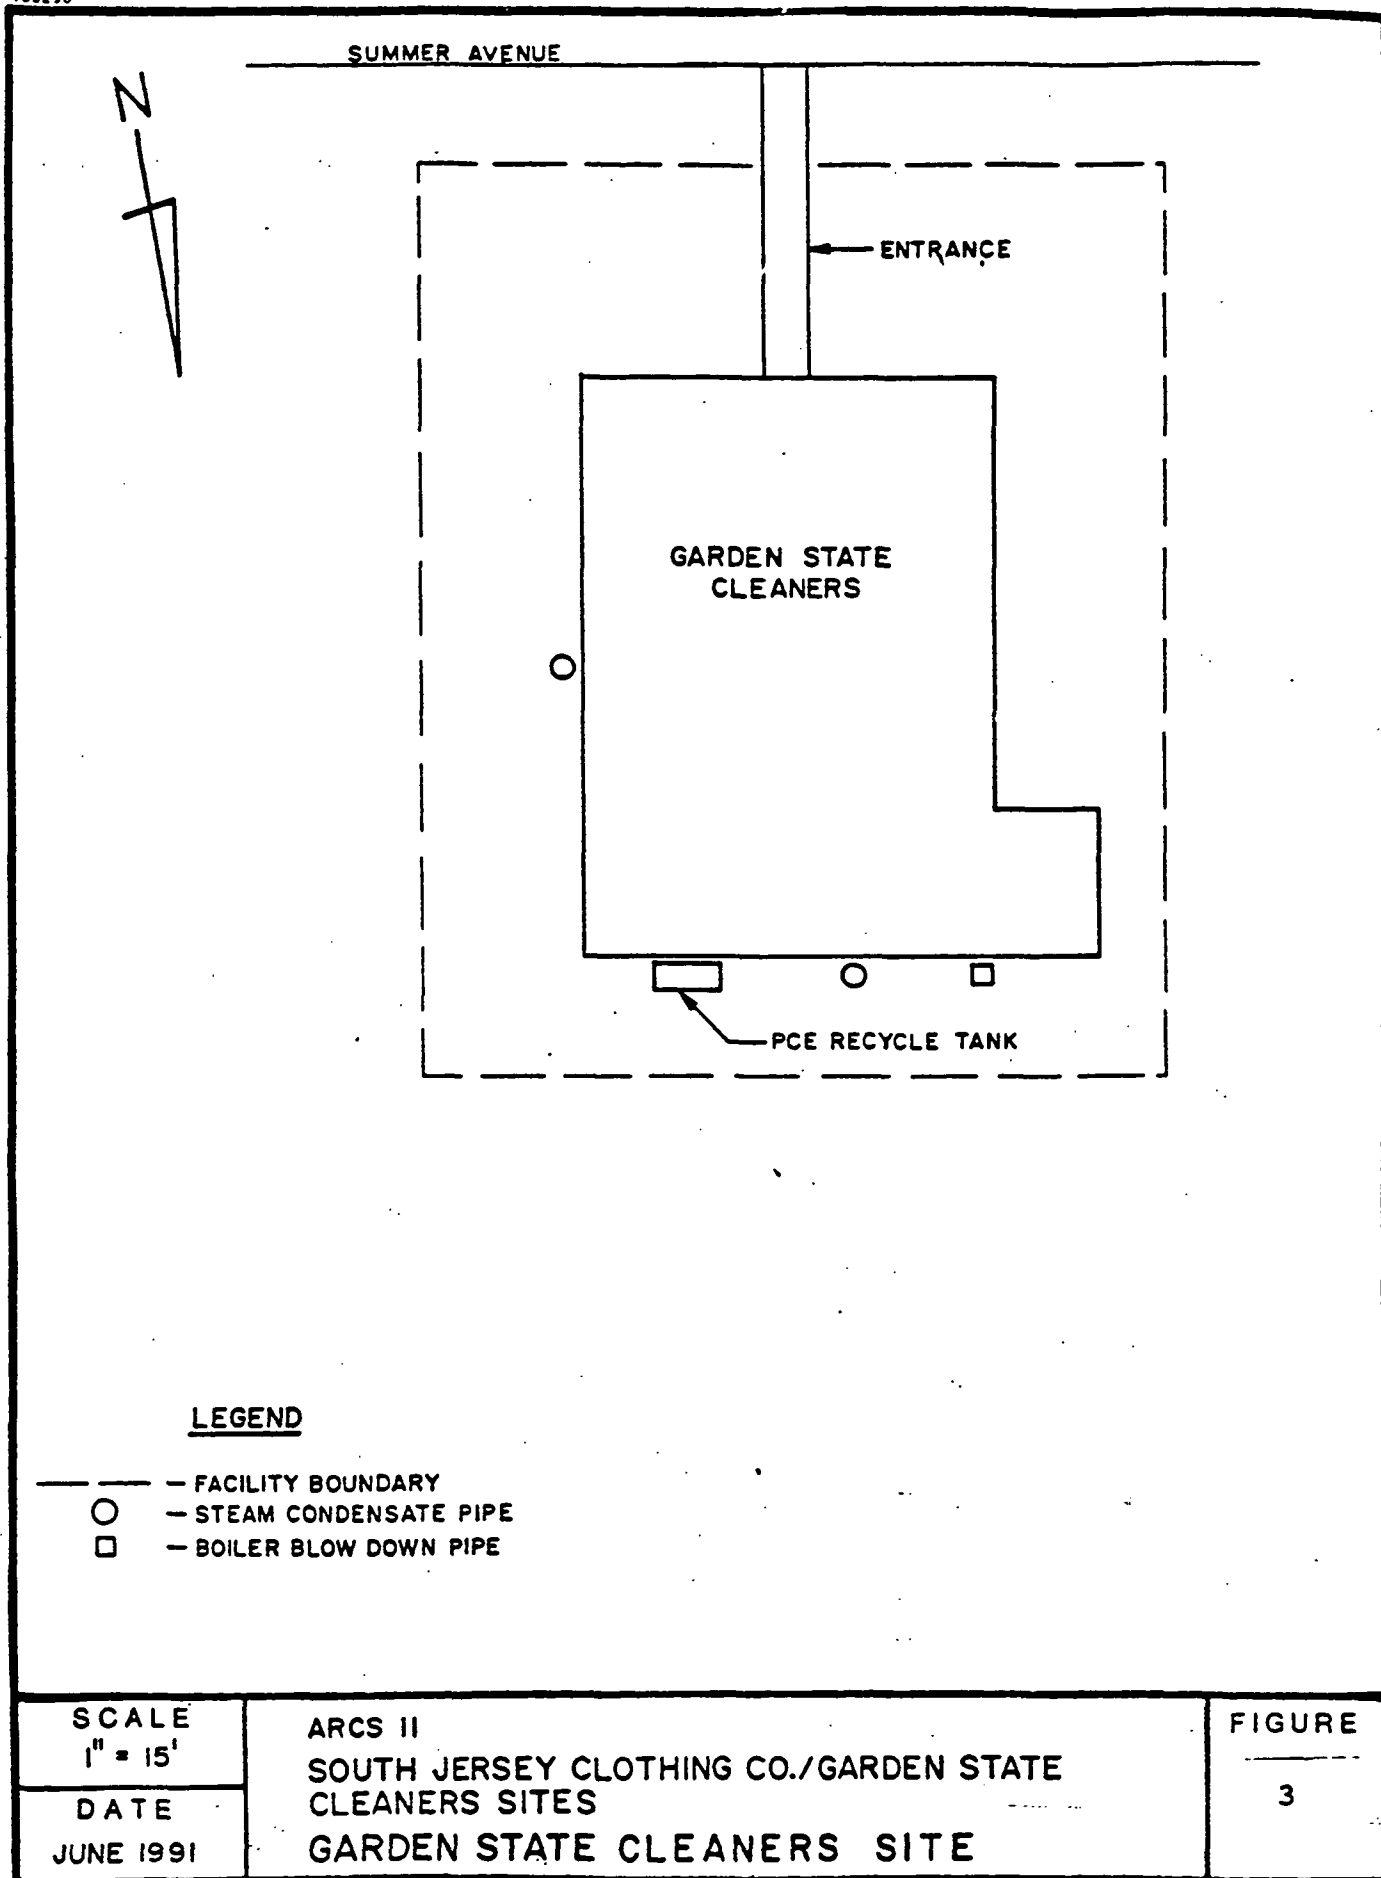 SUMMER AVENUE
N
ENTRANCE
GARDEN STATE
CLEANERS
PCE RECYCLE TANK
LEGEND
— FACILITY BOUNDARY
— STEAM CONDENSATE PIPE
— BOILER BLOW DOWN PIPE
SCALE
1" = 15'
DATE
JUNE 1991
ARCS II
SOUTH JERSEY CLOTHING CO./GARDEN STATE
CLEANERS SITES
GARDEN STATE CLEANERS SITE
FIGURE
3